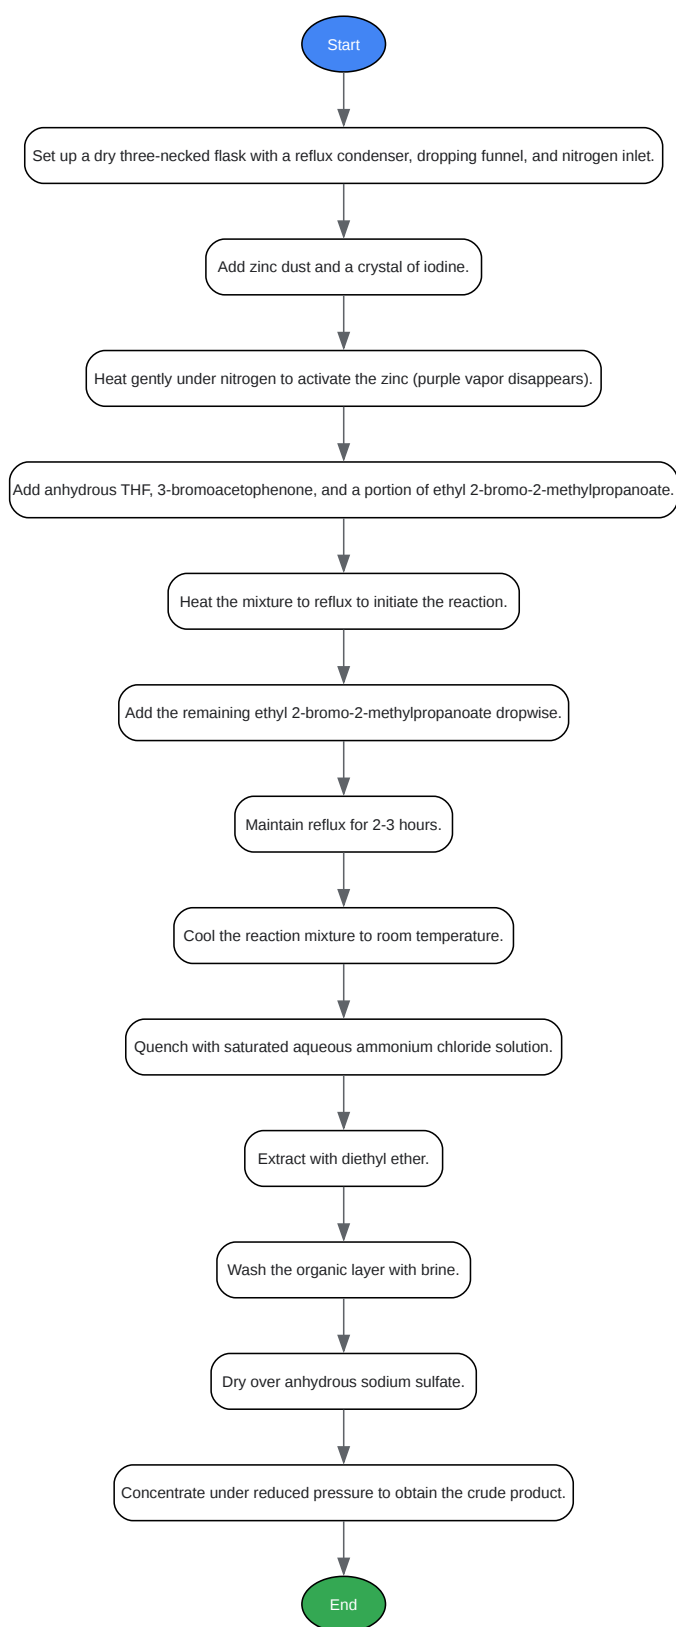 Start
Set up a dry three-necked flask with a reflux condenser, dropping funnel, and nitrogen inlet.
Add zinc dust and a crystal of iodine.
Heat gently under nitrogen to activate the zinc (purple vapor disappears).
Add anhydrous THF, 3-bromoacetophenone, and a portion of ethyl 2-bromo-2-methylpropanoate.
Heat the mixture to reflux to initiate the reaction.
Add the remaining ethyl 2-bromo-2-methylpropanoate dropwise.
Maintain reflux for 2-3 hours.
Cool the reaction mixture to room temperature.
Quench with saturated aqueous ammonium chloride solution.
Extract with diethyl ether.
Wash the organic layer with brine.
Dry over anhydrous sodium sulfate.
Concentrate under reduced pressure to obtain the crude product.
End